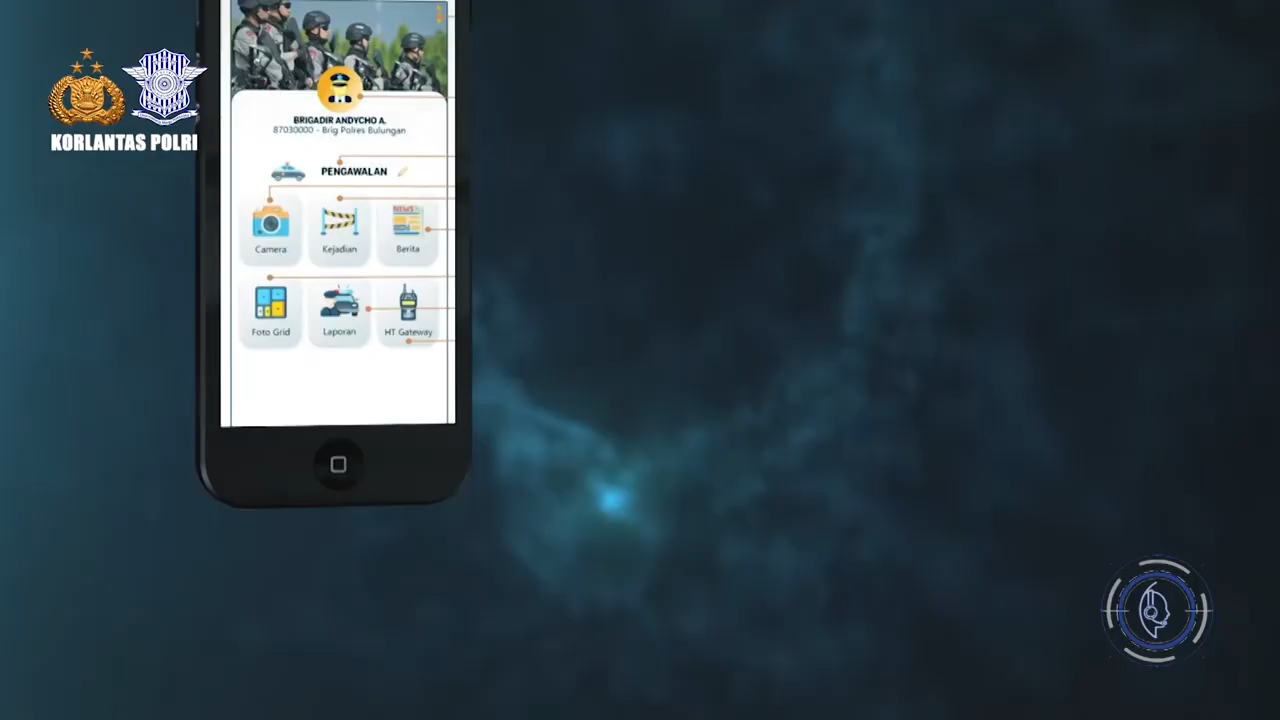 KORLANTAS POLRI
BRIGADIR ANDYCHO A.
87030000 - Brig Polres Bulungan
PENGAWALAN
Camera
Kejadian
NEWS
Berita
Foto Grid
Laporan
HT Gateway